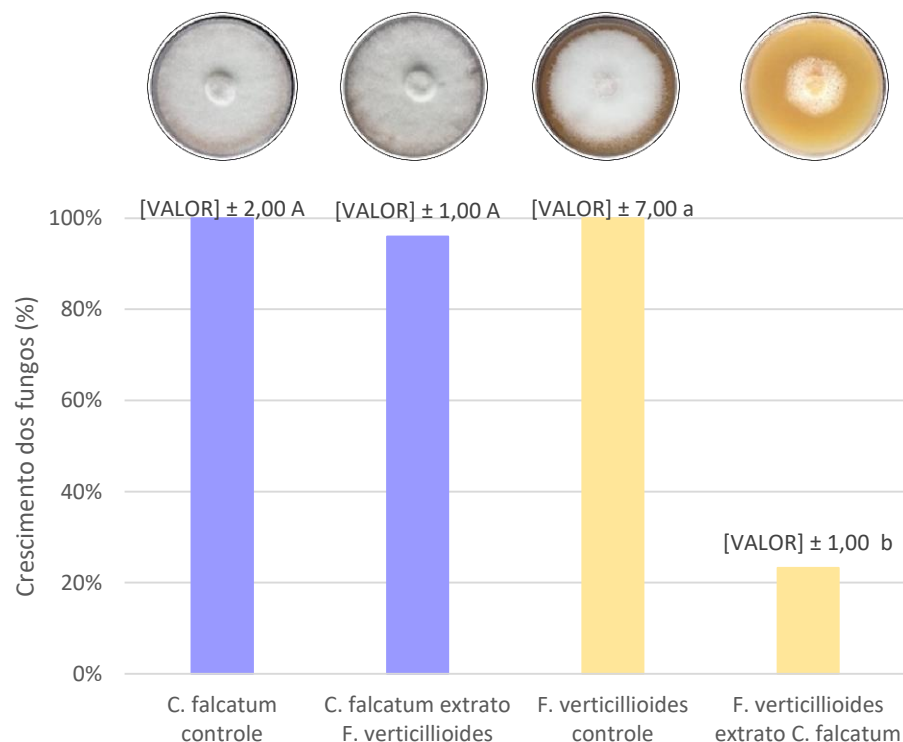 [VALOR] ± 2,00 A
[VALOR] ± 1,00 A
[VALOR] ± 7,00 a
[VALOR] ± 1,00 b
Crescimento dos fungos (%)
100%
80%
60%
40%
20%
0%
C. falcatum
controle
C. falcatum extrato
F. verticillioides
F. verticillioides
controle
F. verticillioides
extrato C. falcatum